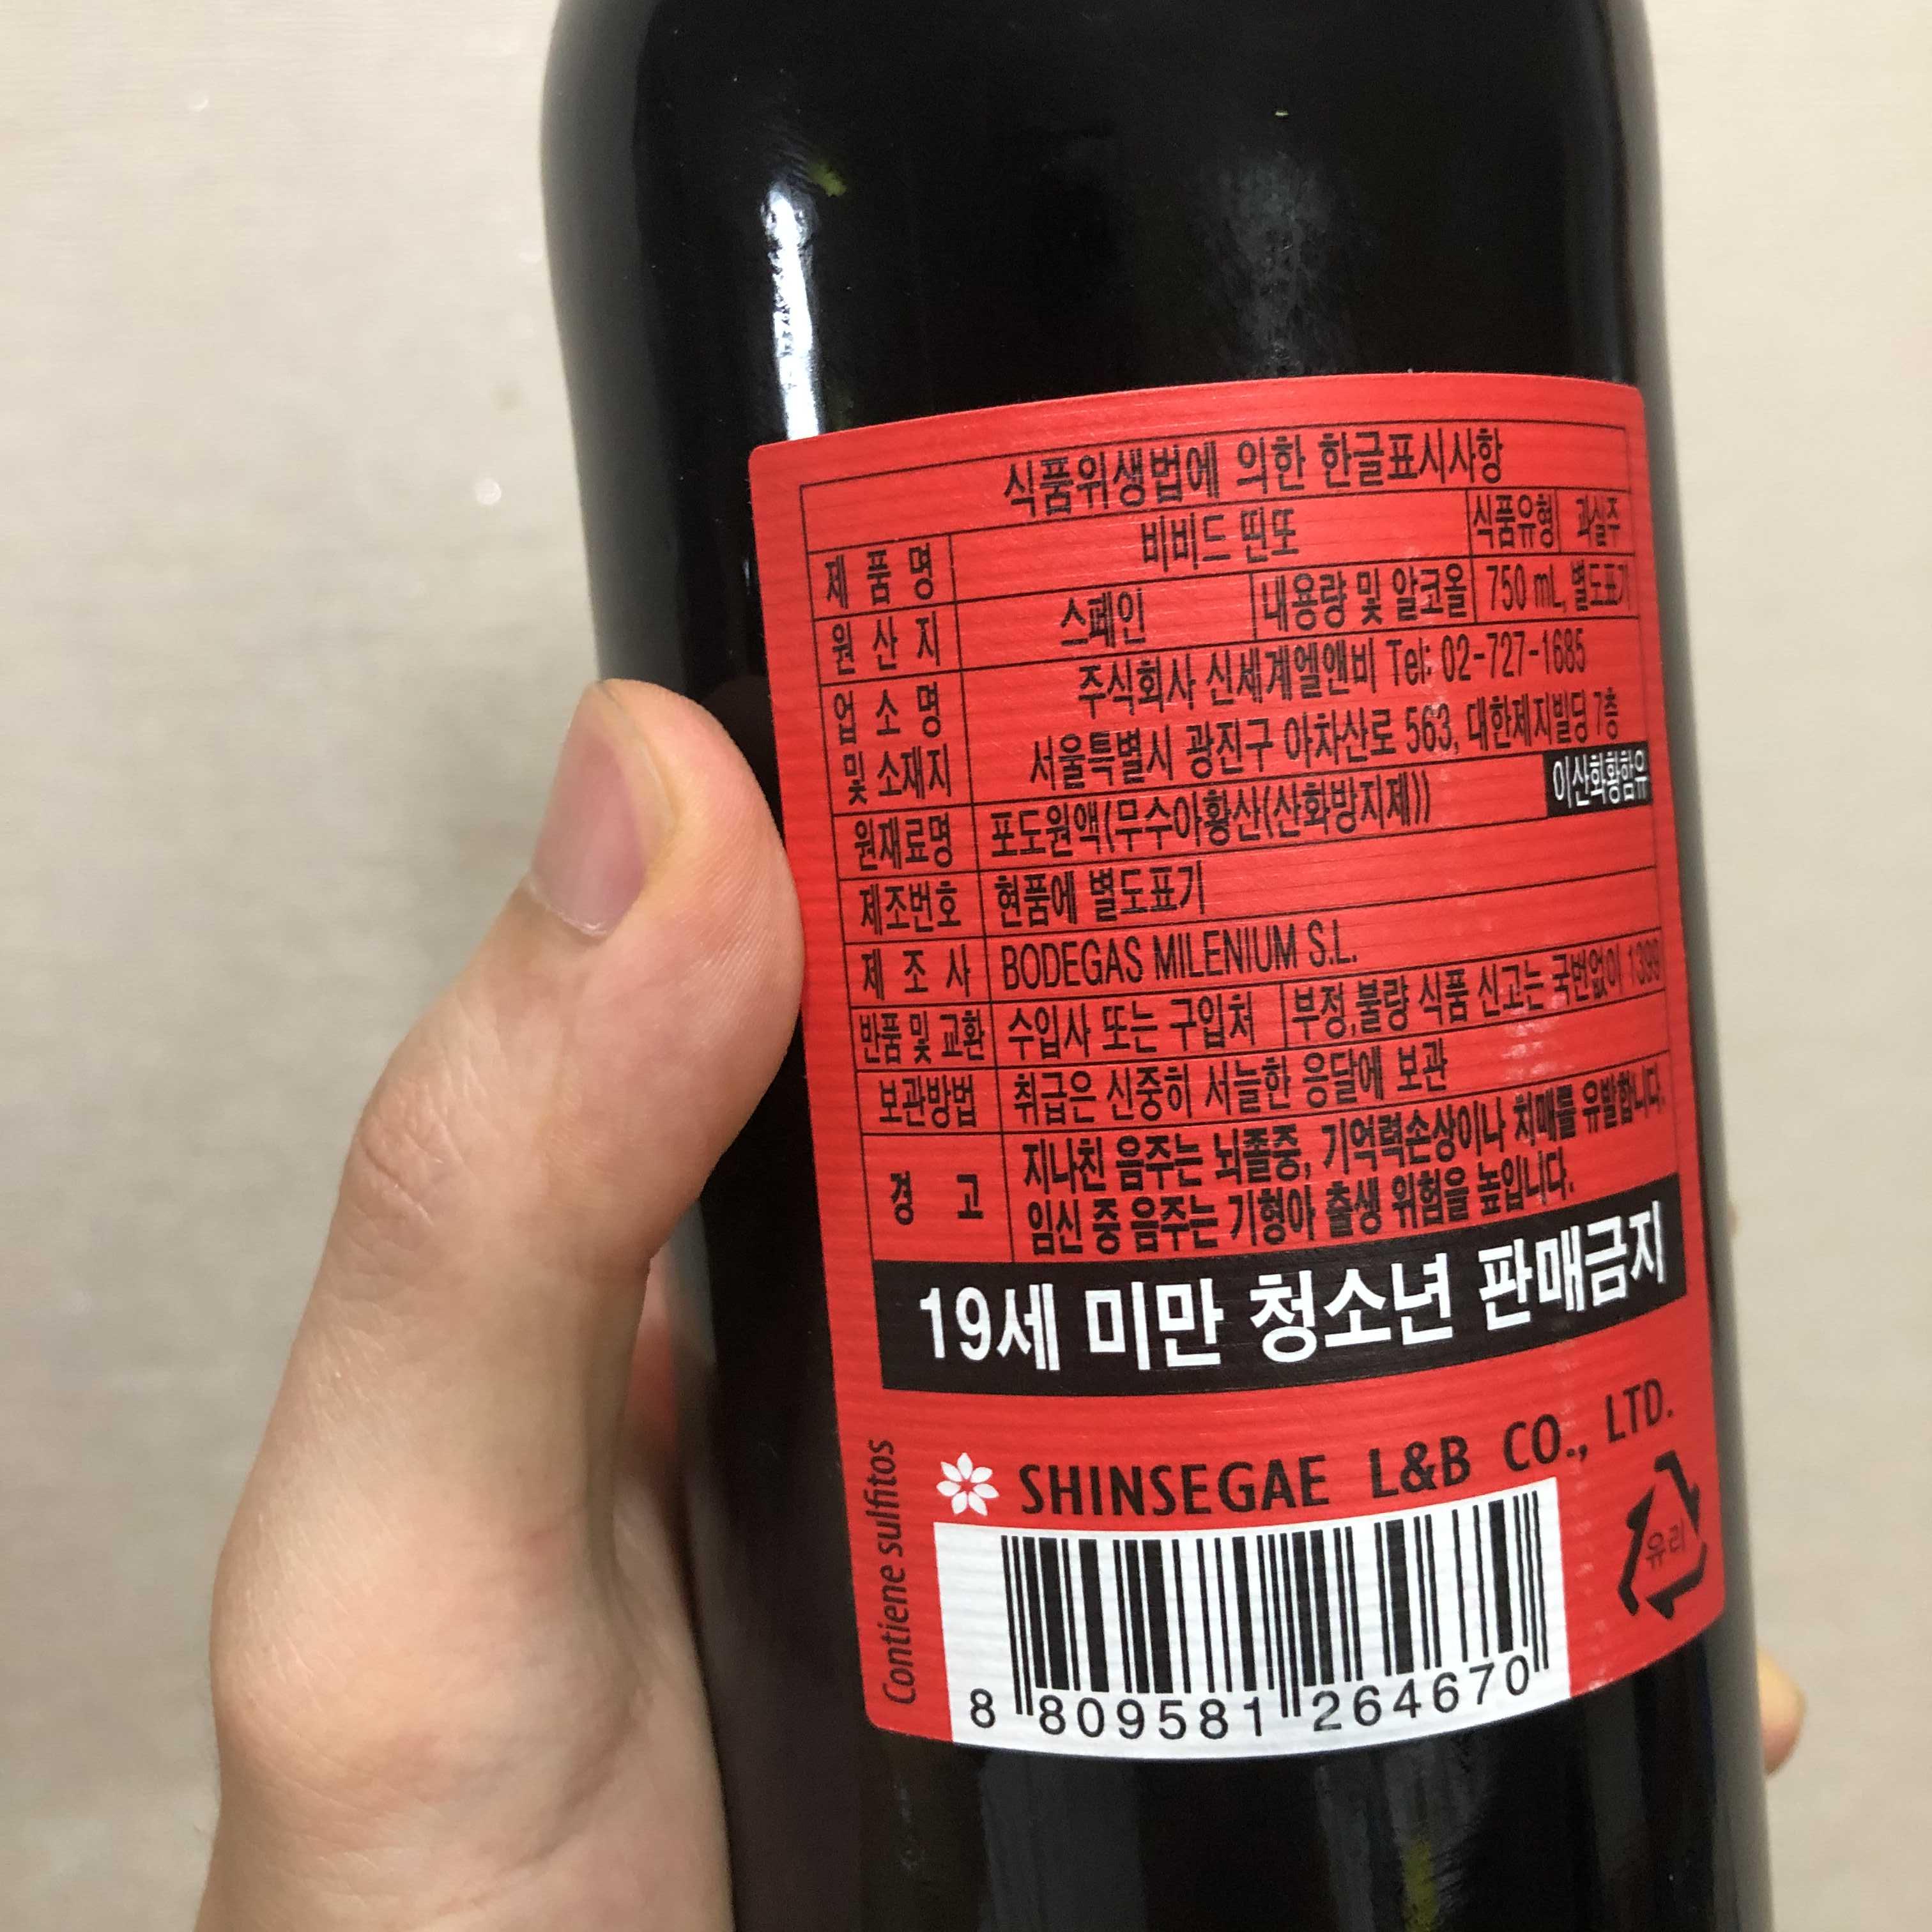 식품위생법에 의한 한글표시사항
제 품 명 비비드 띤또 식품유형 과실주
원 산 지 스페인 내용량 및 알코올 750 mL, 별도표기
업 소 명 주식회사 신세계엘앤비 Tel: 02-727-1685
및 소재지 서울특별시 광진구 아차산로 563, 대한제지빌딩 7층
원재료명 포도원액(무수아황산(산화방지제)) 이산화황함유
제조번호 현품에 별도표기
제 조 사 BODEGAS MILENIUM S.L.
반품 및 교환 수입사 또는 구입처 부정,불량 식품 신고는 국번없이 1399
보관방법 취급은 신중히 서늘한 응달에 보관
경 고 지나친 음주는 뇌졸중, 기억력손상이나 치매를 유발합니다.
임신 중 음주는 기형아 출생 위험을 높입니다.
19세 미만 청소년 판매금지
SHINSEGAE L&B CO., LTD.
Contiene sulfitos
유리
8 809581 264670